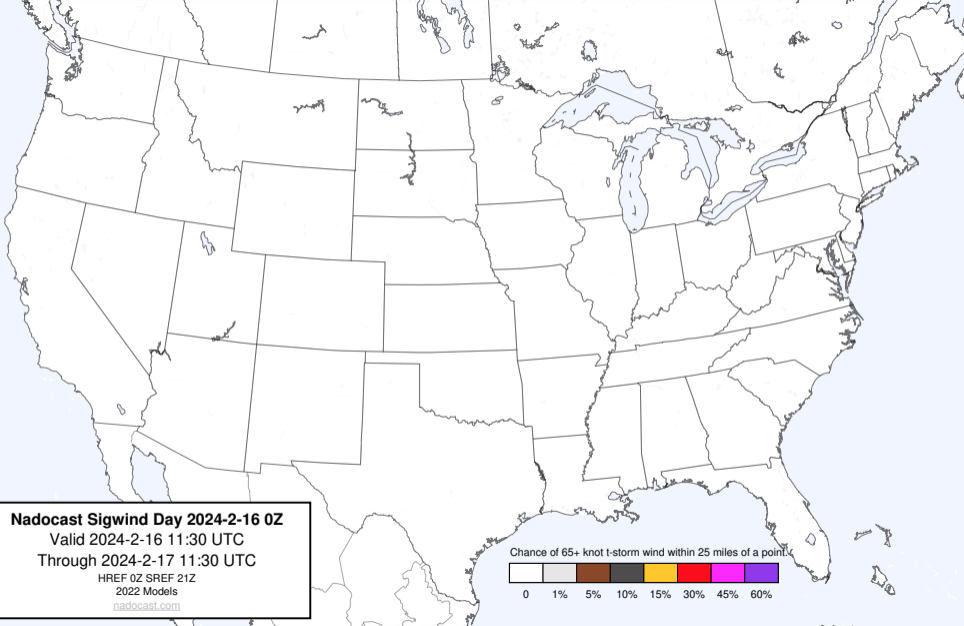 Nadocast Sigwind Day 2024-2-16 0Z
Valid 2024-2-16 11:30 UTC
Through 2024-2-17 11:30 UTC
HREF 0Z SREF 21Z
2022 Models
nadocast.com
Chance of 65+ knot t-storm wind within 25 miles of a point.
0 1% 5% 10% 15% 30% 45% 60%